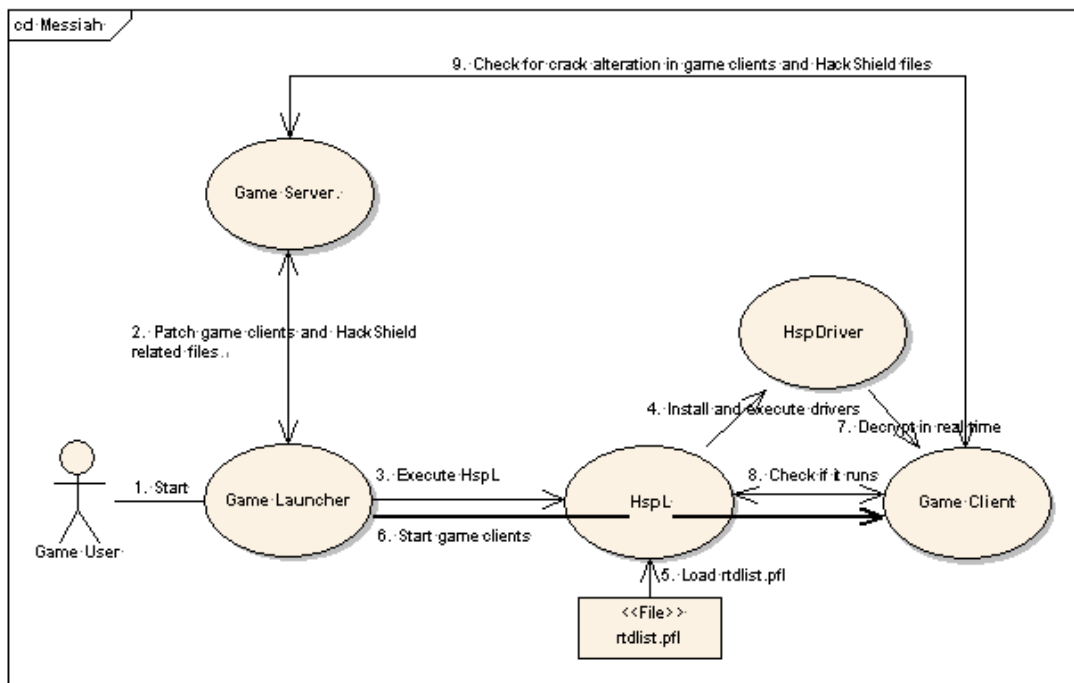 cd Messiah
9. Check for crack alteration in game clients and HackShield files
Game Server.
2. Patch game clients and HackShield
related files.
HspDriver
4. Install and execute drivers
7. Decrypt in real time
1. Start
Game User
Game Launcher
3. Execute HspL
HspL
8. Check if it runs
Game Client
6. Start game clients
5. Load rtdlist.pfl
<<File>>
rtdlist.pfl